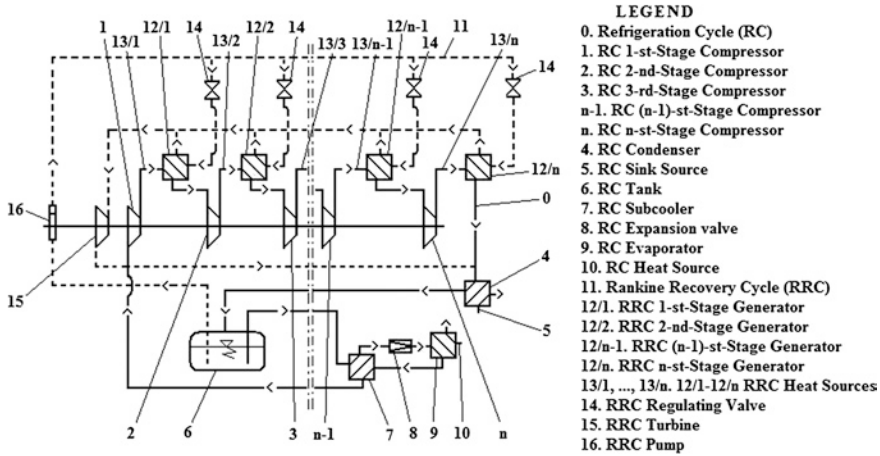 1 13/1 12/1 14 13/2 12/2 14 13/3 13/n-1 12/n-1 14 11 13/n 14
12/n
0
16
4
15
5
2 6 3 n-1 7 8 9 10 n
LEGEND
0. Refrigeration Cycle (RC)
1. RC 1-st-Stage Compressor
2. RC 2-nd-Stage Compressor
3. RC 3-rd-Stage Compressor
n-1. RC (n-1)-st-Stage Compressor
n. RC n-st-Stage Compressor
4. RC Condenser
5. RC Sink Source
6. RC Tank
7. RC Subcooler
8. RC Expansion valve
9. RC Evaporator
10. RC Heat Source
11. Rankine Recovery Cycle (RRC)
12/1. RRC 1-st-Stage Generator
12/2. RRC 2-nd-Stage Generator
12/n-1. RRC (n-1)-st-Stage Generator
12/n. RRC n-st-Stage Generator
13/1, ..., 13/n. 12/1-12/n RRC Heat Sources
14. RRC Regulating Valve
15. RRC Turbine
16. RRC Pump